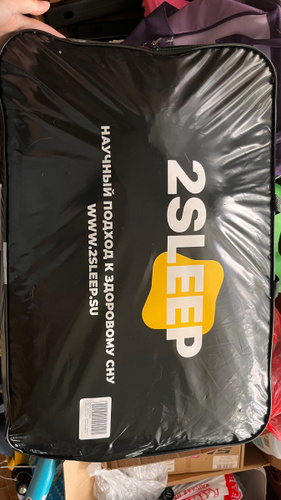 2SLEEP
НАУЧНЫЙ ПОДХОД К ЗДОРОВОМУ СНУ
WWW.2SLEEP.SU